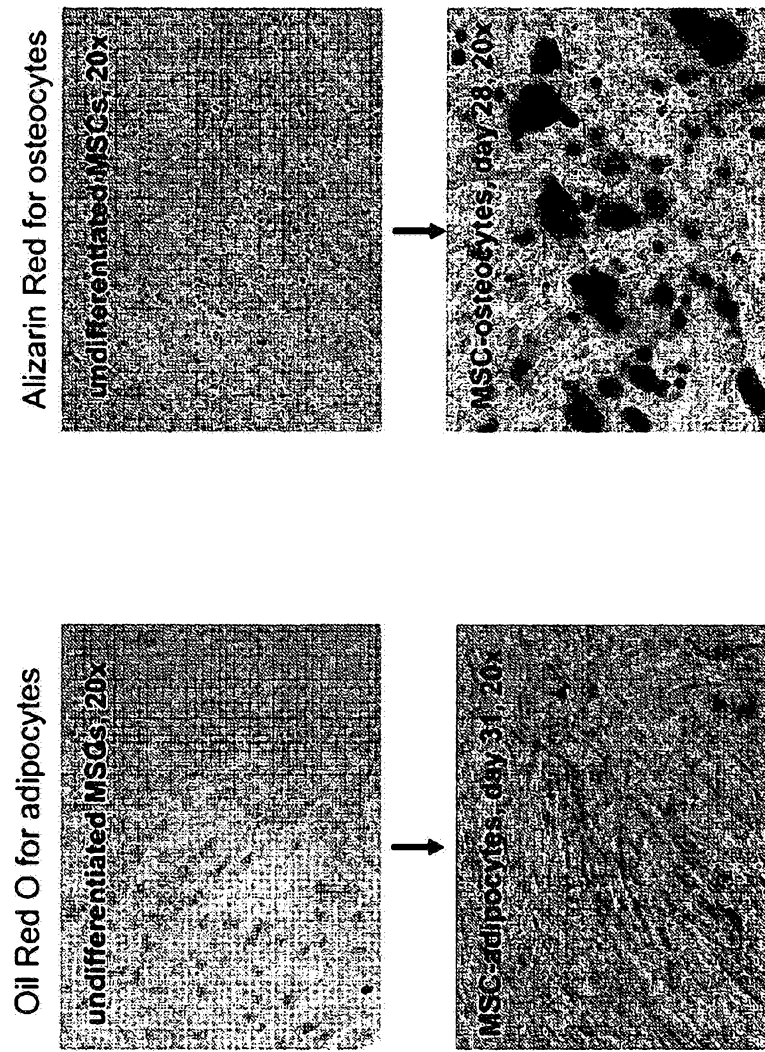 Oil Red O for adipocytes
undifferentiated MSCs, 20x
MSC-adipocytes, day 31, 20x
Alizarin Red for osteocytes
undifferentiated MSCs, 20x
MSC-osteocytes, day 28, 20x